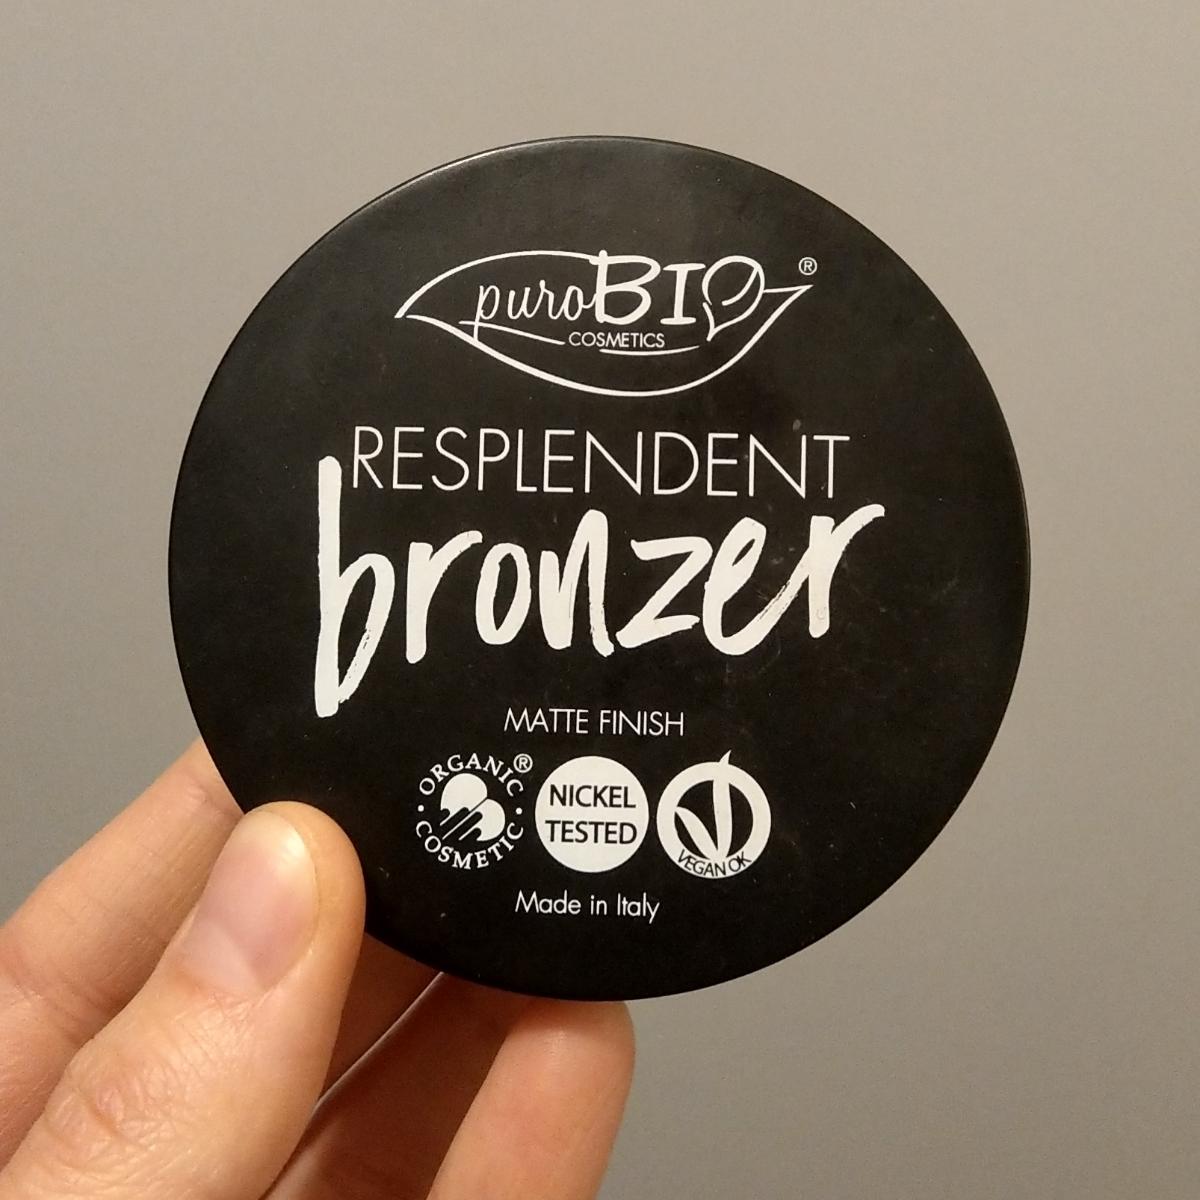 puroBIO®
COSMETICS
RESPLENDENT
bronzer
MATTE FINISH
ORGANIC COSMETIC®
NICKEL
TESTED
VEGAN OK
Made in Italy